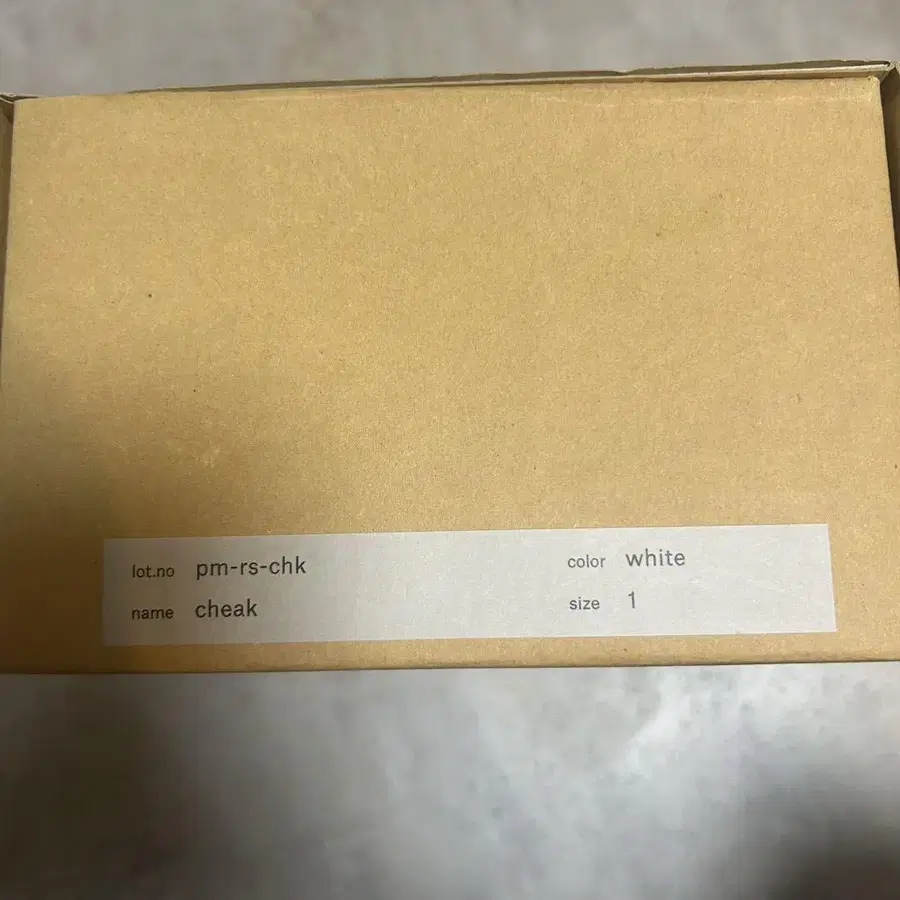 lot.no pm-rs-chk color white
name cheak size 1